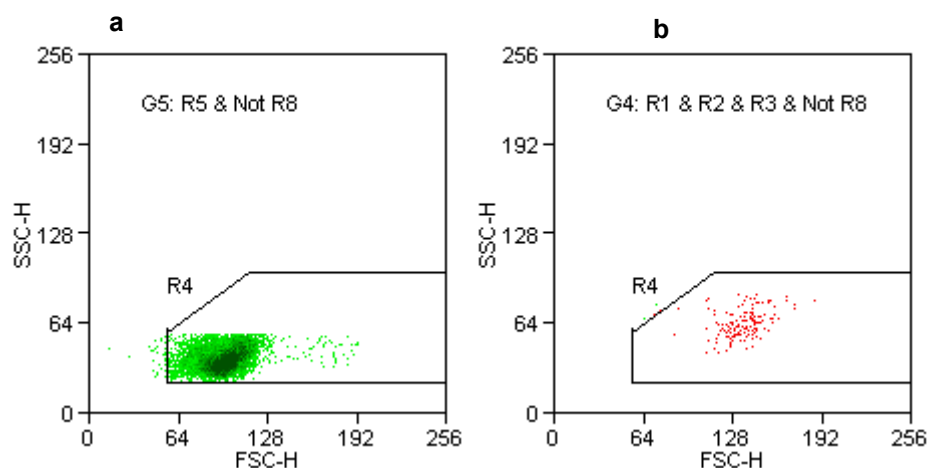 a
256
192
128
64
0
SSC-H
G5: R5 & Not R8
R4
0 64 128 192 256
FSC-H
b
256
192
128
64
0
SSC-H
G4: R1 & R2 & R3 & Not R8
R4
0 64 128 192 256
FSC-H